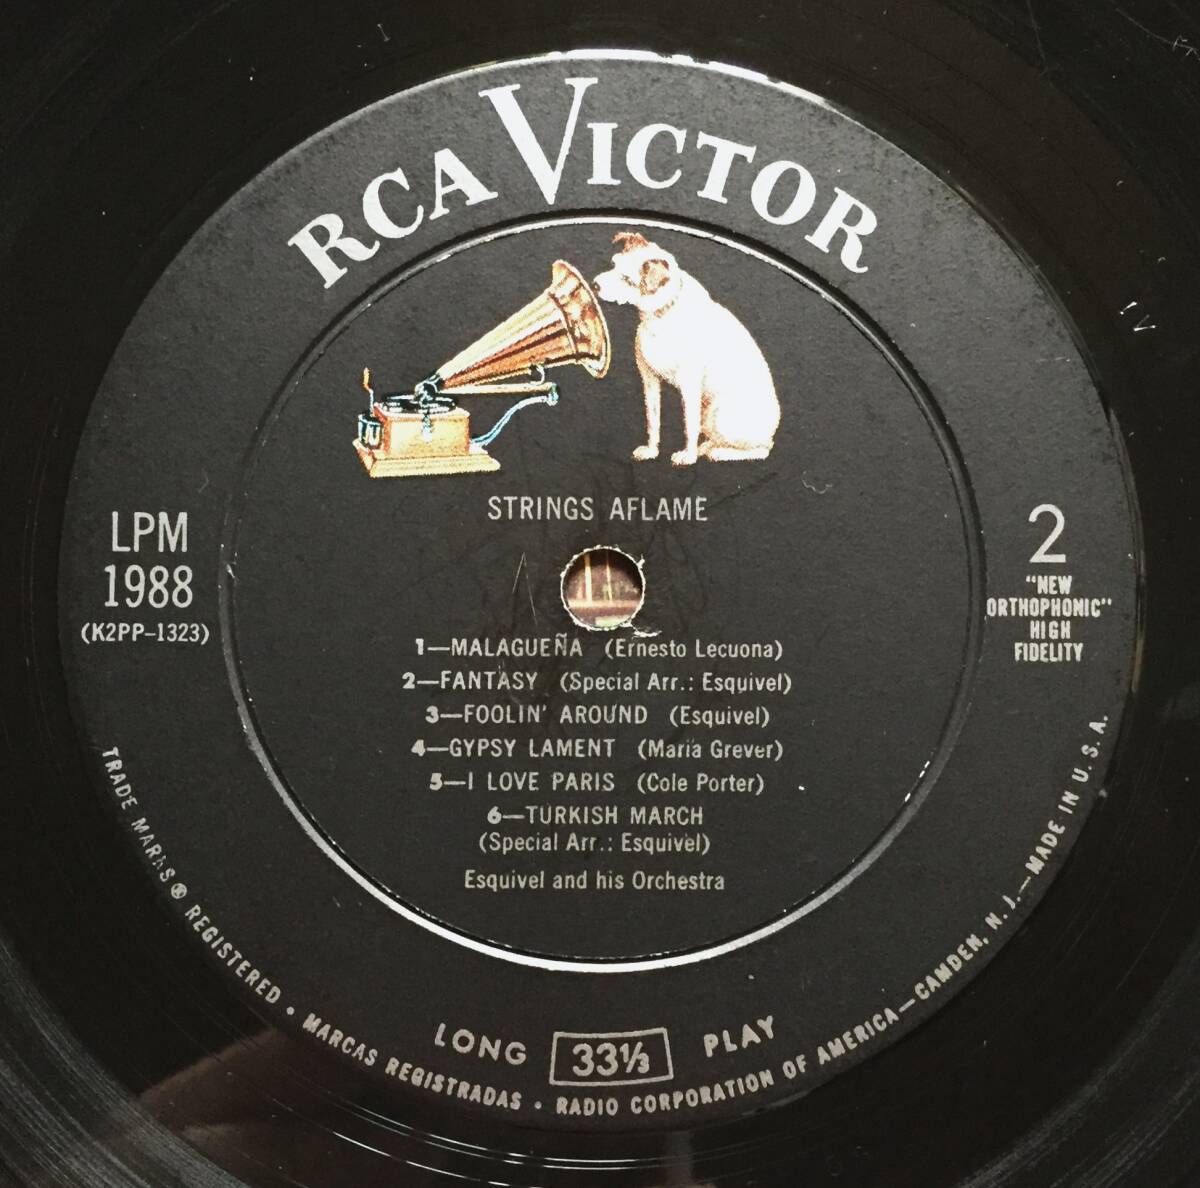 RCA VICTOR
STRINGS AFLAME
LPM
1988
(K2PP-1323)
2
"NEW
ORTHOPHONIC"
HIGH
FIDELITY
1—MALAGUEÑA (Ernesto Lecuona)
2—FANTASY (Special Arr.: Esquivel)
3—FOOLIN' AROUND (Esquivel)
4—GYPSY LAMENT (Maria Grever)
5—I LOVE PARIS (Cole Porter)
6—TURKISH MARCH
(Special Arr.: Esquivel)
Esquivel and his Orchestra
LONG 33⅓ PLAY
TRADE MARKS ® REGISTERED • MARCAS REGISTRADAS • RADIO CORPORATION OF AMERICA—CAMDEN, N. J.—MADE IN U. S. A.